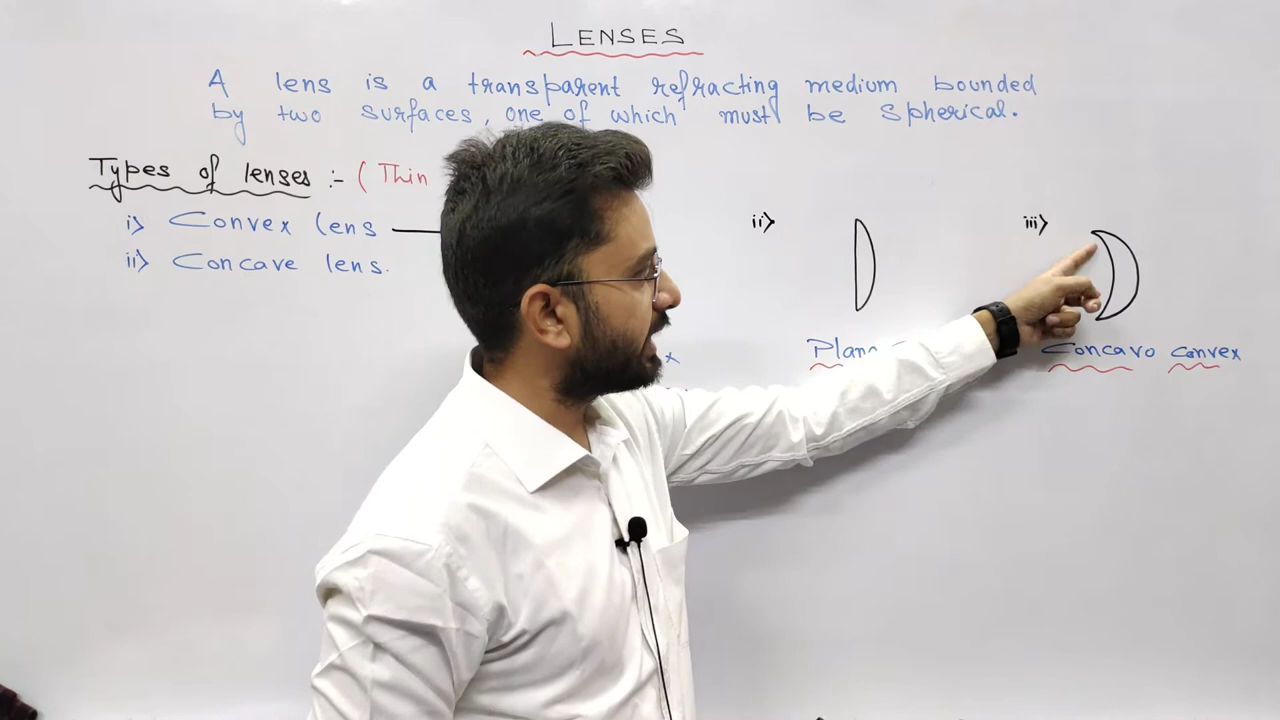 LENSES
A lens is a transparent refracting medium bounded
by two surfaces, one of which must be Spherical.
Types of lenses :- ( Thin
i) Convex lens
ii)
iii)
ii) Concave lens.
Concavo convex